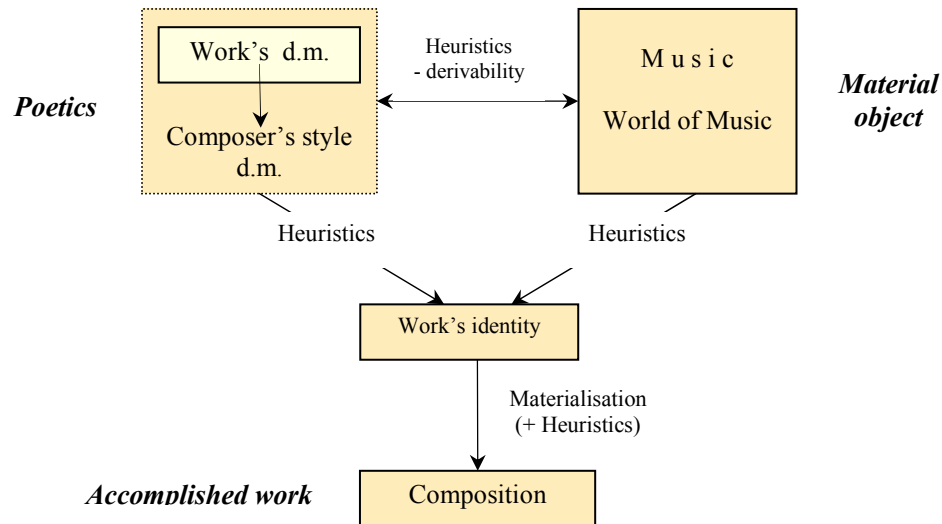 Work's d.m.
Heuristics
- derivability
M u s i c
Poetics
Material
object
World of Music
Composer's style
d.m.
Heuristics
Heuristics
Work's identity
Materialisation
(+ Heuristics)
Accomplished work
Composition